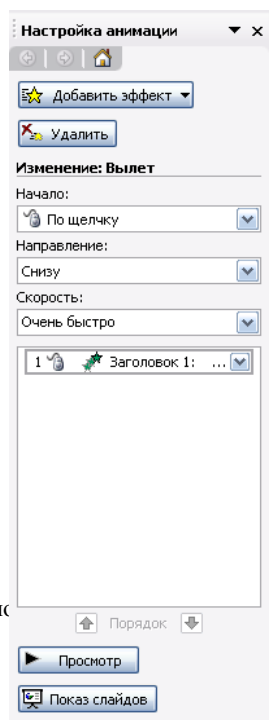 Настройка анимации
Добавить эффект
Удалить
Изменение: Вылет
Начало:
По щелчку
Направление:
Снизу
Скорость:
Очень быстро
1 Заголовок 1: ...
Порядок
Просмотр
Показ слайдов